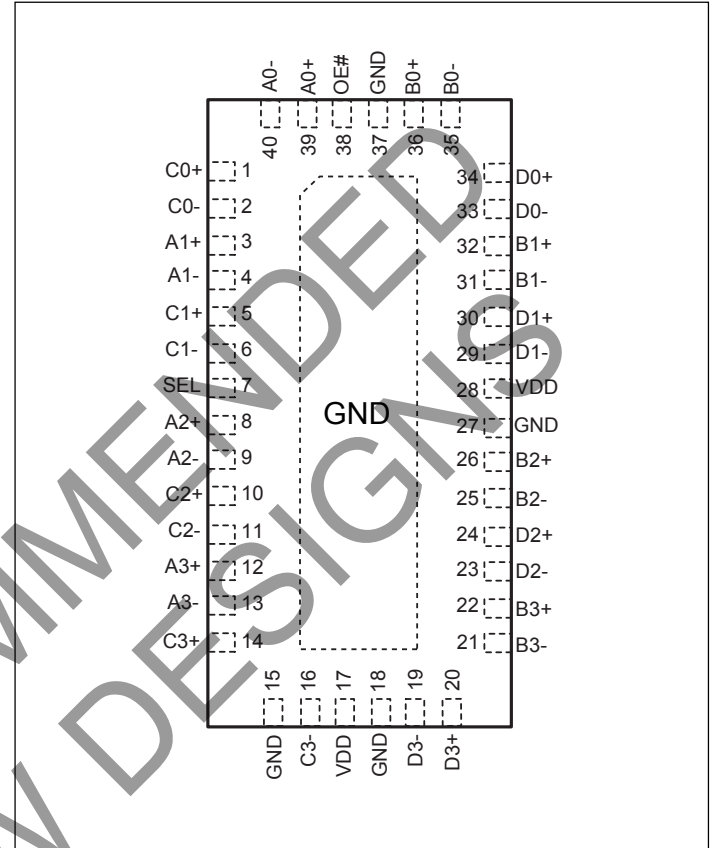 A0- A0+ OE# GND B0+ B0-
40 39 38 37 36 35
C0+ 1 34 D0+
C0- 2 33 D0-
A1+ 3 32 B1+
A1- 4 31 B1-
C1+ 5 30 D1+
C1- 6 29 D1-
SEL 7 28 VDD
GND
A2+ 8 27 GND
A2- 9 26 B2+
C2+ 10 25 B2-
C2- 11 24 D2+
A3+ 12 23 D2-
A3- 13 22 B3+
C3+ 14 21 B3-
15 16 17 18 19 20
GND C3- VDD GND D3- D3+
MMENDED
W DESIGNS